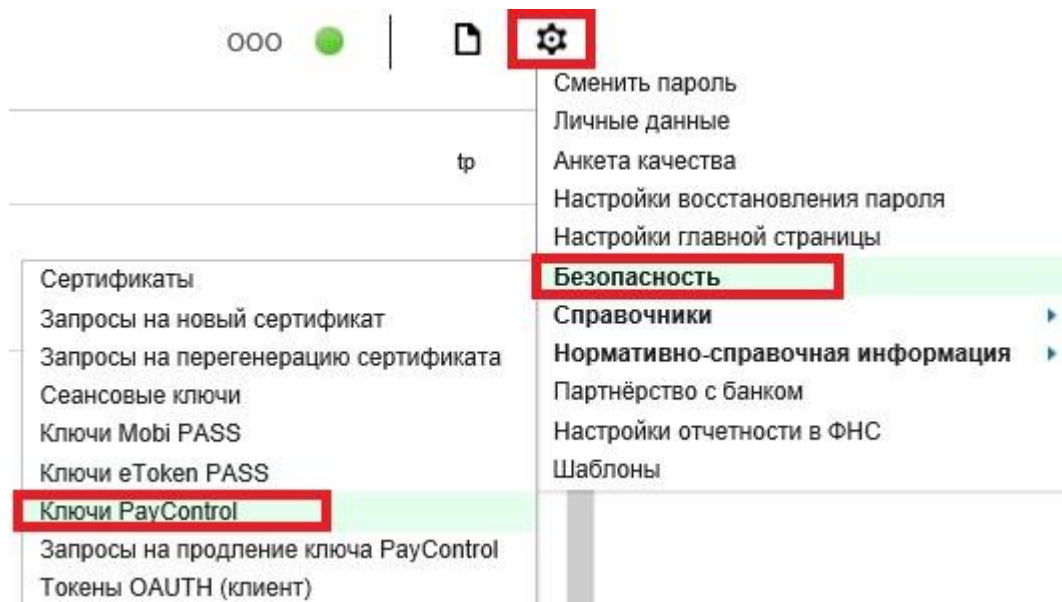 ООО
Сменить пароль
Личные данные
tp
Анкета качества
Настройки восстановления пароля
Настройки главной страницы
Безопасность
Справочники
Нормативно-справочная информация
Партнёрство с банком
Настройки отчетности в ФНС
Шаблоны
Сертификаты
Запросы на новый сертификат
Запросы на перегенерацию сертификата
Сеансовые ключи
Ключи Mobi PASS
Ключи eToken PASS
Ключи PayControl
Запросы на продление ключа PayControl
Токены OAUTH (клиент)